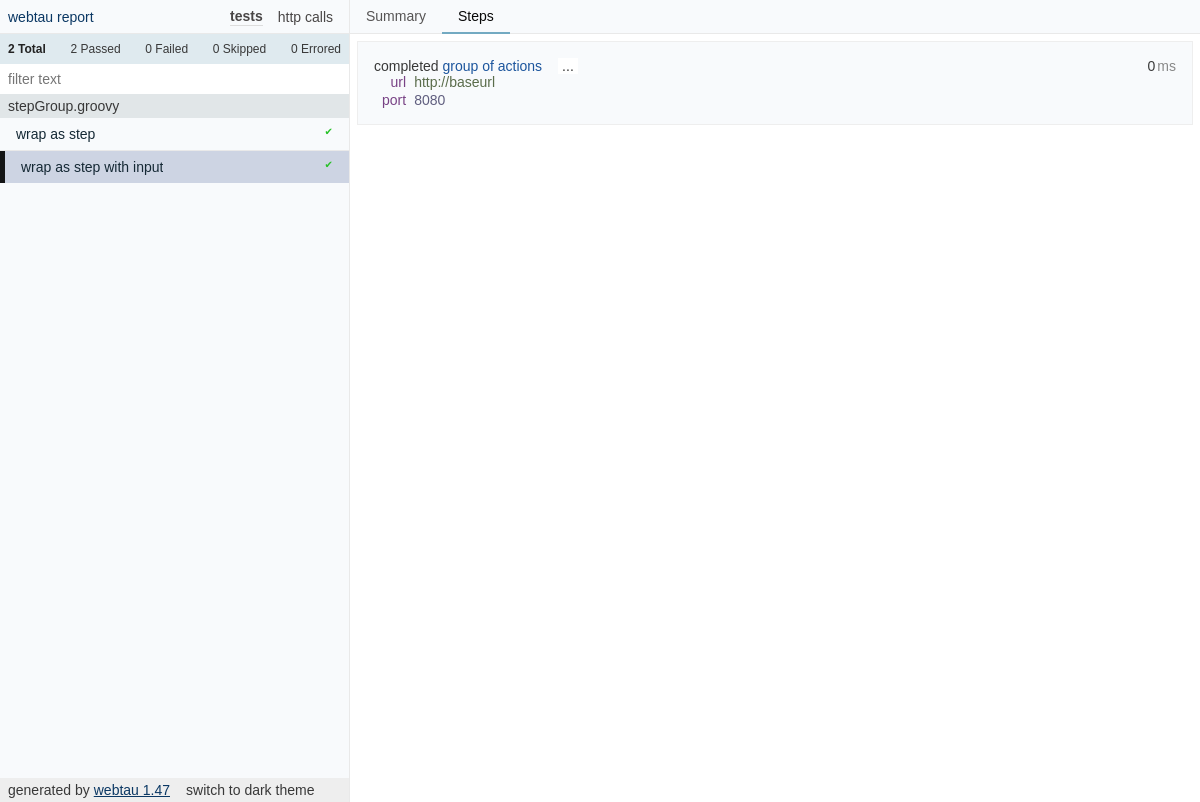 webtau report tests http calls
2 Total 2 Passed 0 Failed 0 Skipped 0 Errored
filter text
stepGroup.groovy
wrap as step ✔
wrap as step with input ✔
generated by webtau 1.47 switch to dark theme
Summary Steps
completed group of actions ... 0 ms
url http://baseurl
port 8080